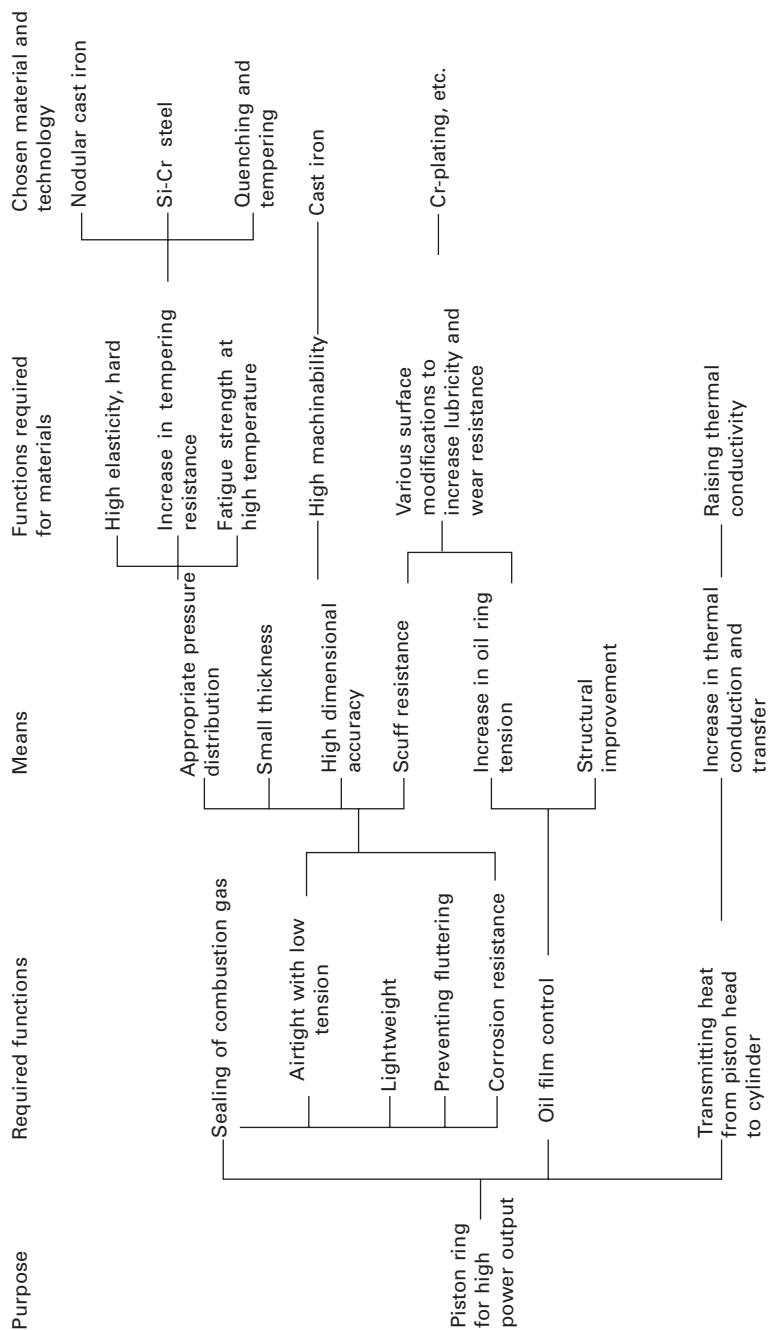 Purpose
Required functions
Means
Functions required
for materials
Chosen material and
technology
Piston ring
for high
power output
Sealing of combustion gas
Airtight with low
tension
Lightweight
Preventing fluttering
Corrosion resistance
Oil film control
Transmitting heat
from piston head
to cylinder
Appropriate pressure
distribution
Small thickness
High dimensional
accuracy
Scuff resistance
Increase in oil ring
tension
Structural
improvement
Increase in thermal
conduction and
transfer
High elasticity, hard
Increase in tempering
resistance
Fatigue strength at
high temperature
High machinability
Various surface
modifications to
increase lubricity and
wear resistance
Raising thermal
conductivity
Nodular cast iron
Si-Cr steel
Quenching and
tempering
Cast iron
Cr-plating, etc.